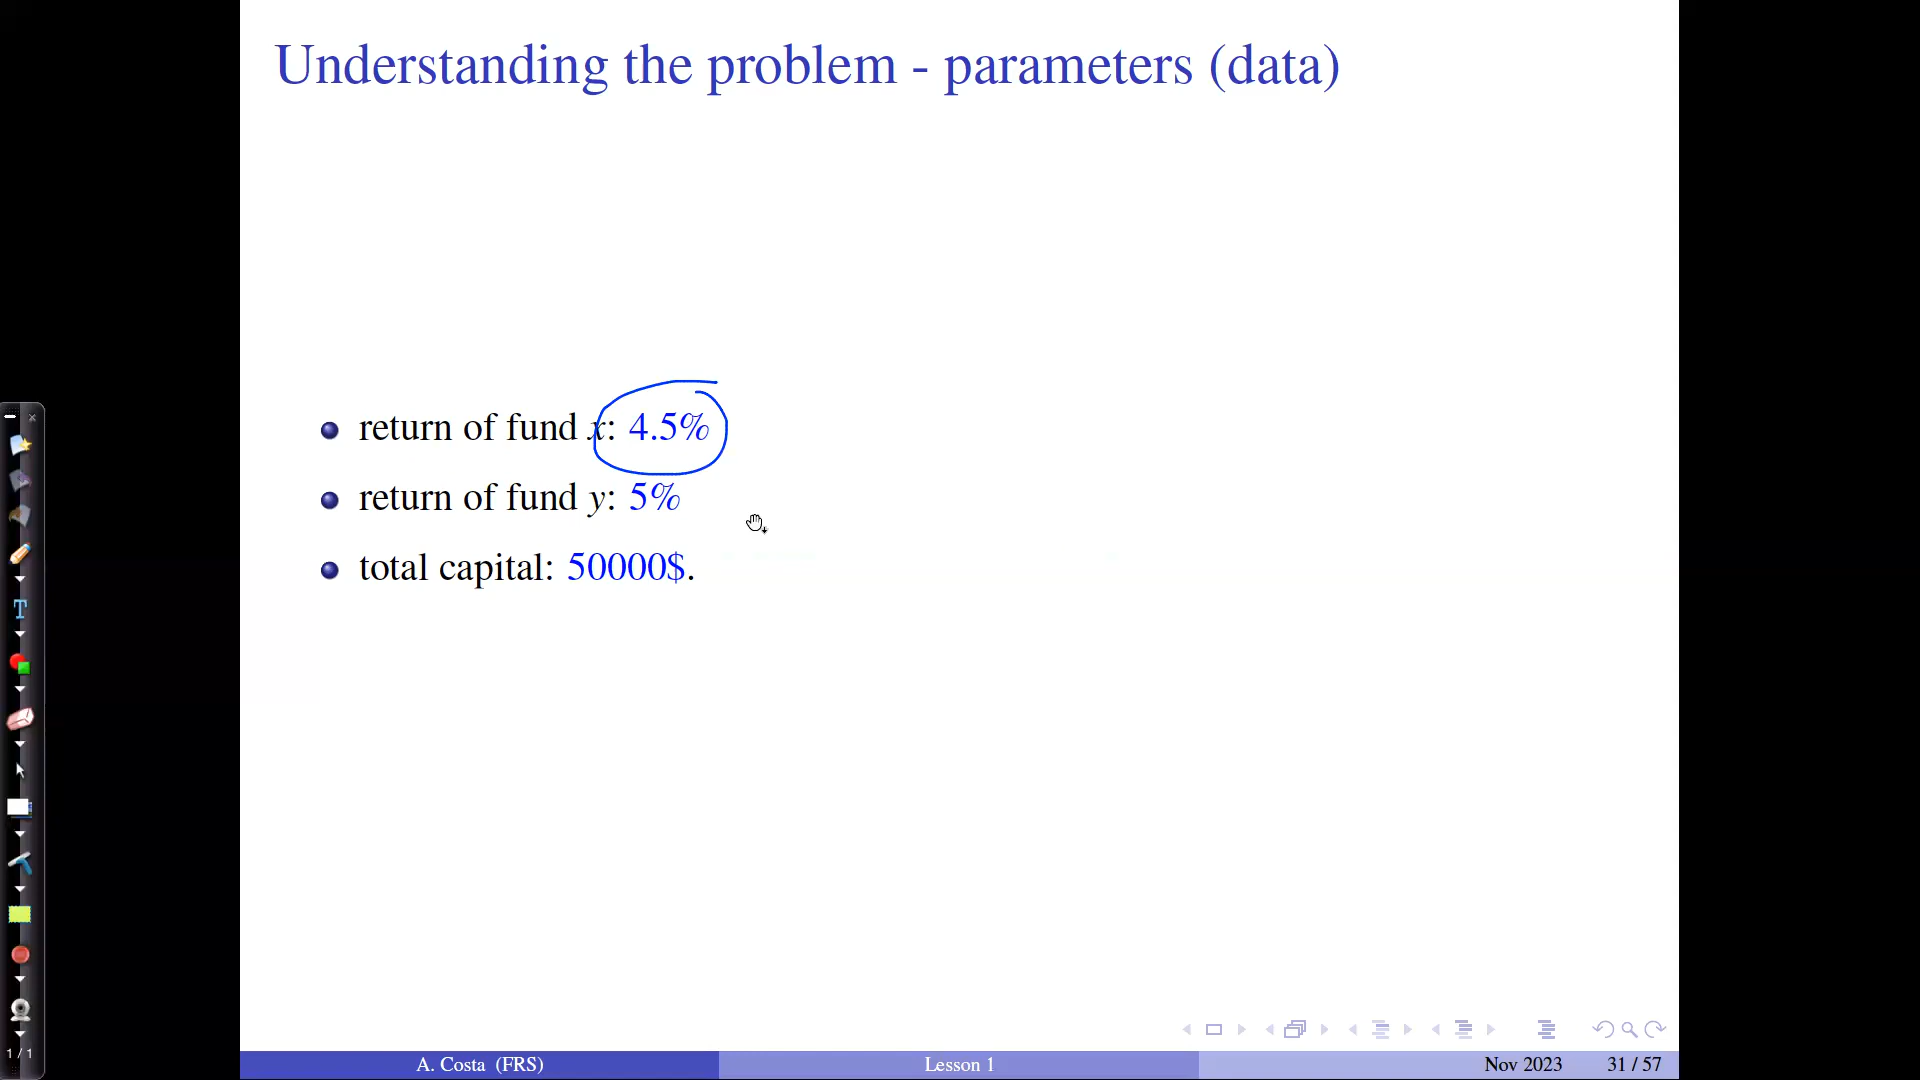 Understanding the problem - parameters (data)
return of fund x: 4.5%
return of fund y: 5%
total capital: 50000$.
T
1 / 1
A. Costa (FRS) Lesson 1 Nov 2023 31 / 57